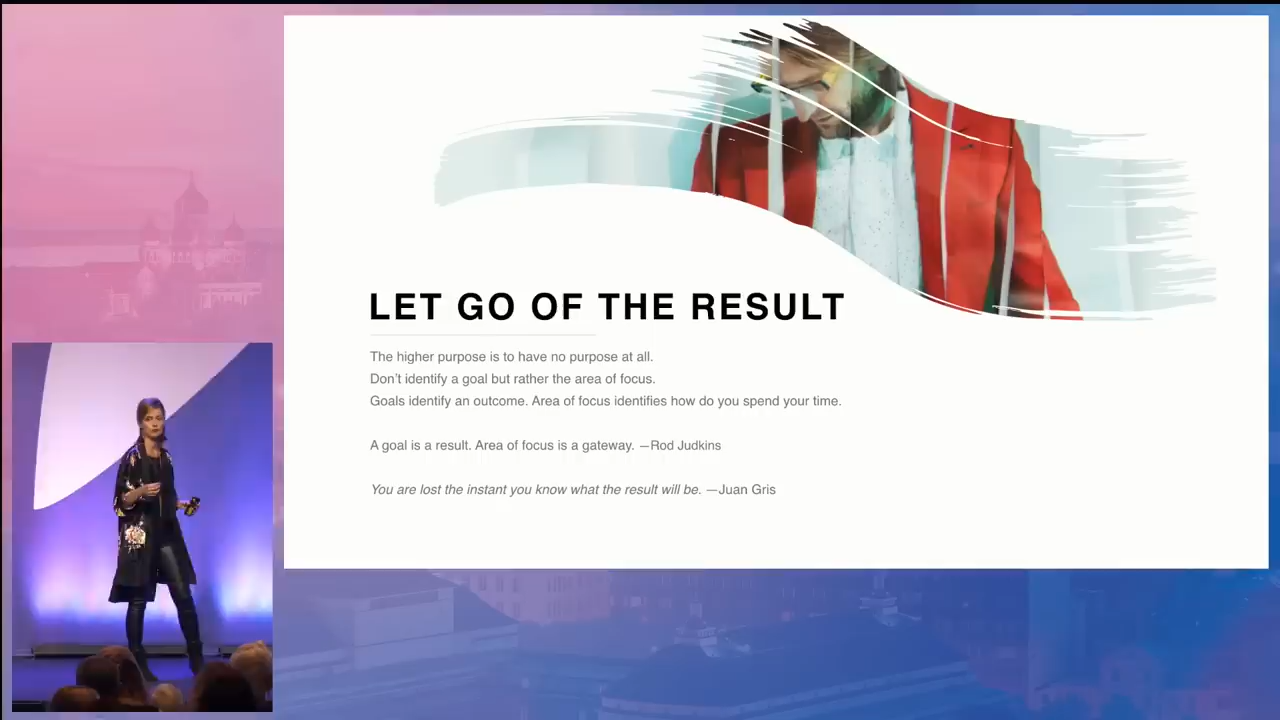 LET GO OF THE RESULT
The higher purpose is to have no purpose at all.
Don’t identify a goal but rather the area of focus.
Goals identify an outcome. Area of focus identifies how do you spend your time.
A goal is a result. Area of focus is a gateway. —Rod Judkins
You are lost the instant you know what the result will be. —Juan Gris